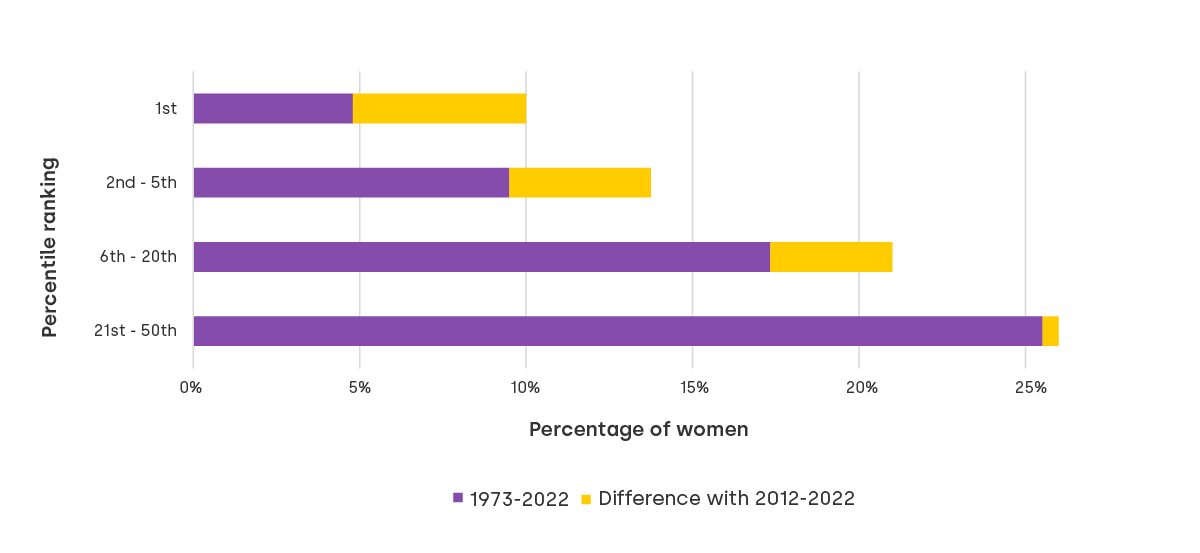 Percentile ranking
1st
2nd - 5th
6th - 20th
21st - 50th
0% 5% 10% 15% 20% 25%
Percentage of women
1973-2022 Difference with 2012-2022